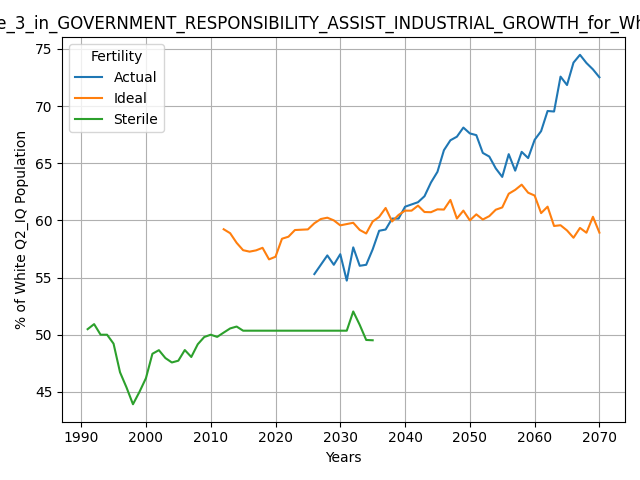 e_3_in_GOVERNMENT_RESPONSIBILITY_ASSIST_INDUSTRIAL_GROWTH_for_Wh
Fertility
Actual
Ideal
Sterile
% of White Q2_IQ Population
75
70
65
60
55
50
45
1990 2000 2010 2020 2030 2040 2050 2060 2070
Years